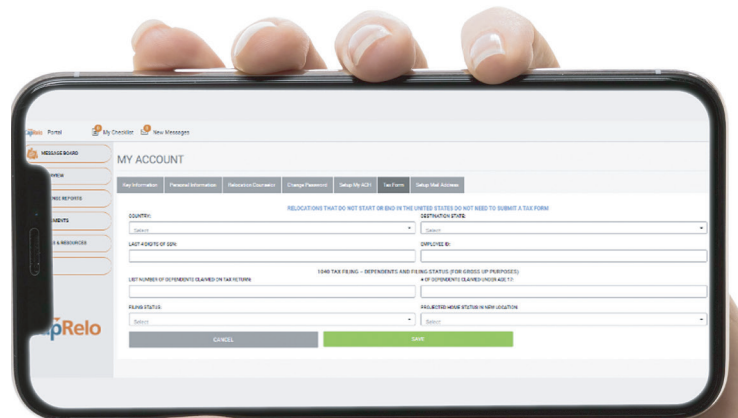 Portal
My Checklist
New Messages
MESSAGE BOARD
MY ACCOUNT
Key Information
Personal Information
Relocation Counselor
Change Password
Setup My ACH
Tax Form
Setup Mail Address
RELOCATIONS THAT DO NOT START OR END IN THE UNITED STATES DO NOT NEED TO SUBMIT A TAX FORM
COUNTRY:
DESTINATION STATE:
Select
Select
LAST 4 DIGITS OF SSN:
EMPLOYEE ID:
1040 TAX FILING – DEPENDENTS AND FILING STATUS (FOR GROSS UP PURPOSES)
LIST NUMBER OF DEPENDENTS CLAIMED ON TAX RETURN:
# OF DEPENDENTS CLAIMED UNDER AGE 17:
FILING STATUS:
PROJECTED HOME STATUS IN NEW LOCATION:
Select
Select
CANCEL
SAVE
& RESOURCES
pRelo